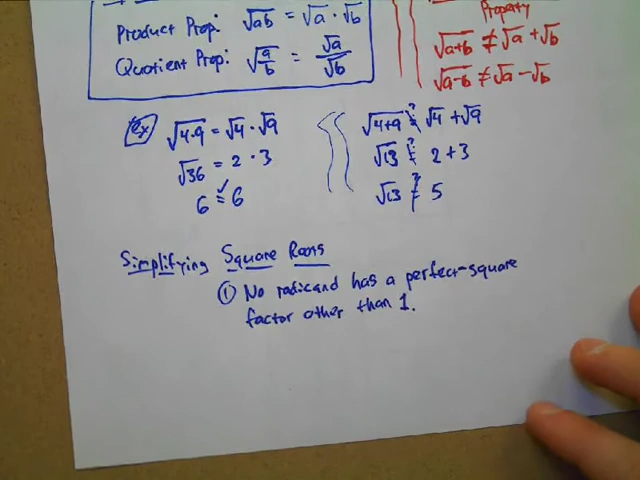 Property
Product Prop: √ab = √a · √b
Quotient Prop: √a/b = √a/√b
√a+b ≠ √a + √b
√a-b ≠ √a - √b
Ex
√4·9 = √4 · √9
√36 = 2 · 3
6 =✓ 6
√4+9 ≠? √4 + √9
√13 ≠? 2 + 3
√13 ≠? 5
Simplifying Square Roots
① No radicand has a perfect-square
factor other than 1.